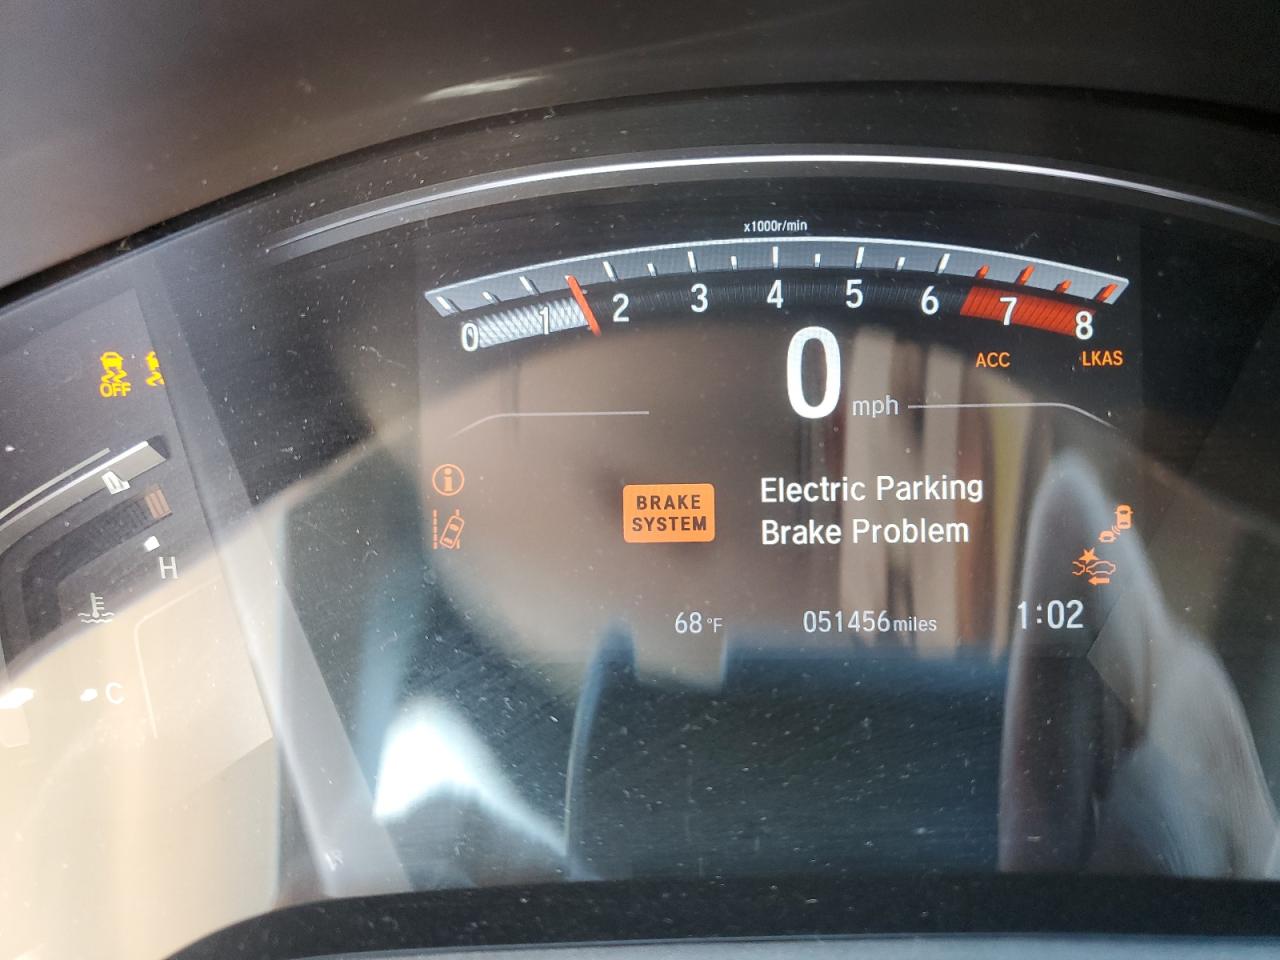 x1000r/min
0 1 2 3 4 5 6 7 8
0 mph
ACC LKAS
OFF
BRAKE
SYSTEM
Electric Parking
Brake Problem
H
C
68°F
051456miles
1:02